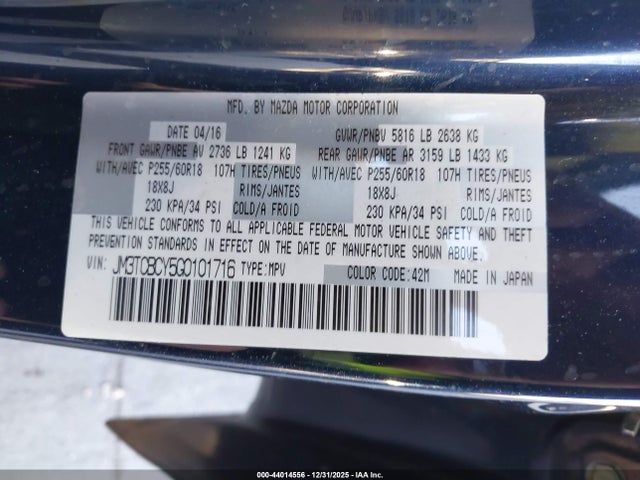 MFD. BY MAZDA MOTOR CORPORATION
DATE 04/16 GVWR/PNBV 5816 LB 2638 KG
FRONT GAWR/PNBE AV 2736 LB 1241 KG REAR GAWR/PNBE AR 3159 LB 1433 KG
WITH/AVEC P255/60R18 107H TIRES/PNEUS WITH/AVEC P255/60R18 107H TIRES/PNEUS
18X8J RIMS/JANTES 18X8J RIMS/JANTES
230 KPA/34 PSI COLD/A FROID 230 KPA/34 PSI COLD/A FROID
THIS VEHICLE CONFORMS TO ALL APPLICABLE FEDERAL MOTOR VEHICLE SAFETY AND THEFT
PREVENTION STANDARDS IN EFFECT ON THE DATE OF MANUFACTURE SHOWN ABOVE.
VIN: JM3TCBCY5G0101716 TYPE:MPV COLOR CODE:42M MADE IN JAPAN
000-44014556 - 12/31/2025 - IAA Inc.